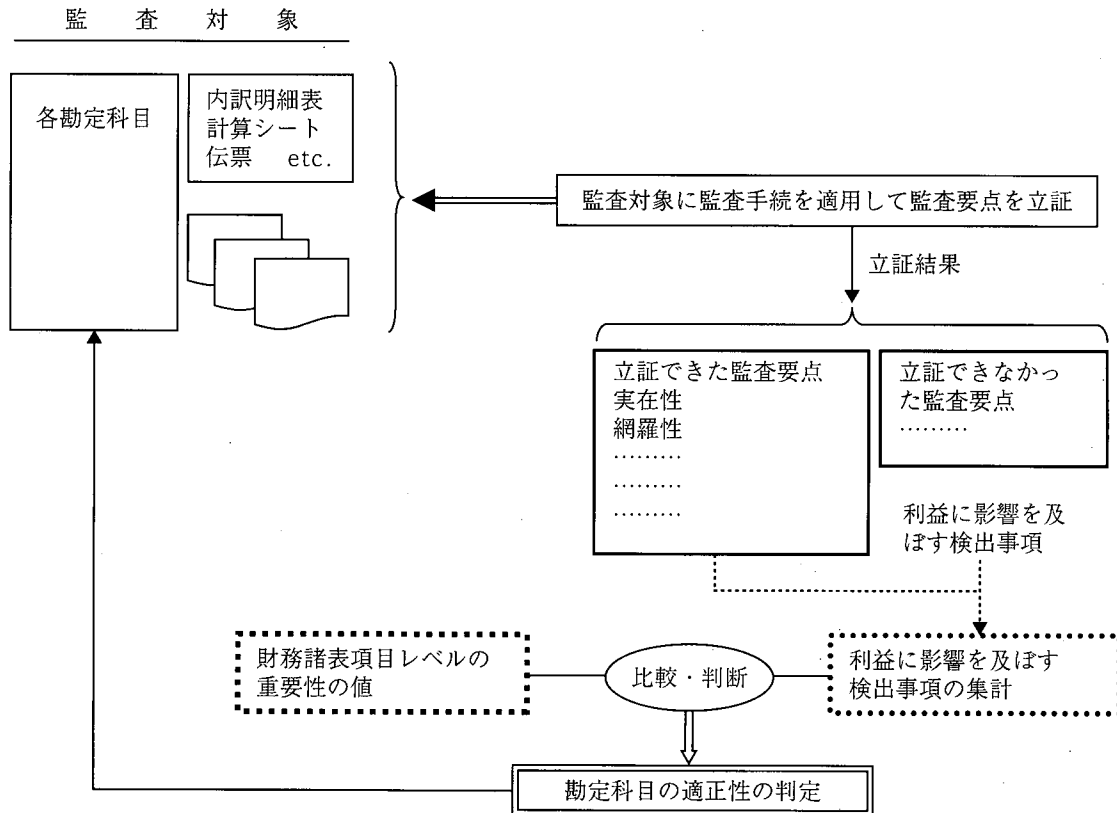 監査対象
各勘定科目
内訳明細表
計算シート
伝票 etc.
監査対象に監査手続を適用して監査要点を立証
立証結果
立証できた監査要点
実在性
網羅性
………
………
………
立証できなかっ
た監査要点
………
利益に影響を及
ぼす検出事項
財務諸表項目レベルの
重要性の値
比較・判断
利益に影響を及ぼす
検出事項の集計
勘定科目の適正性の判定